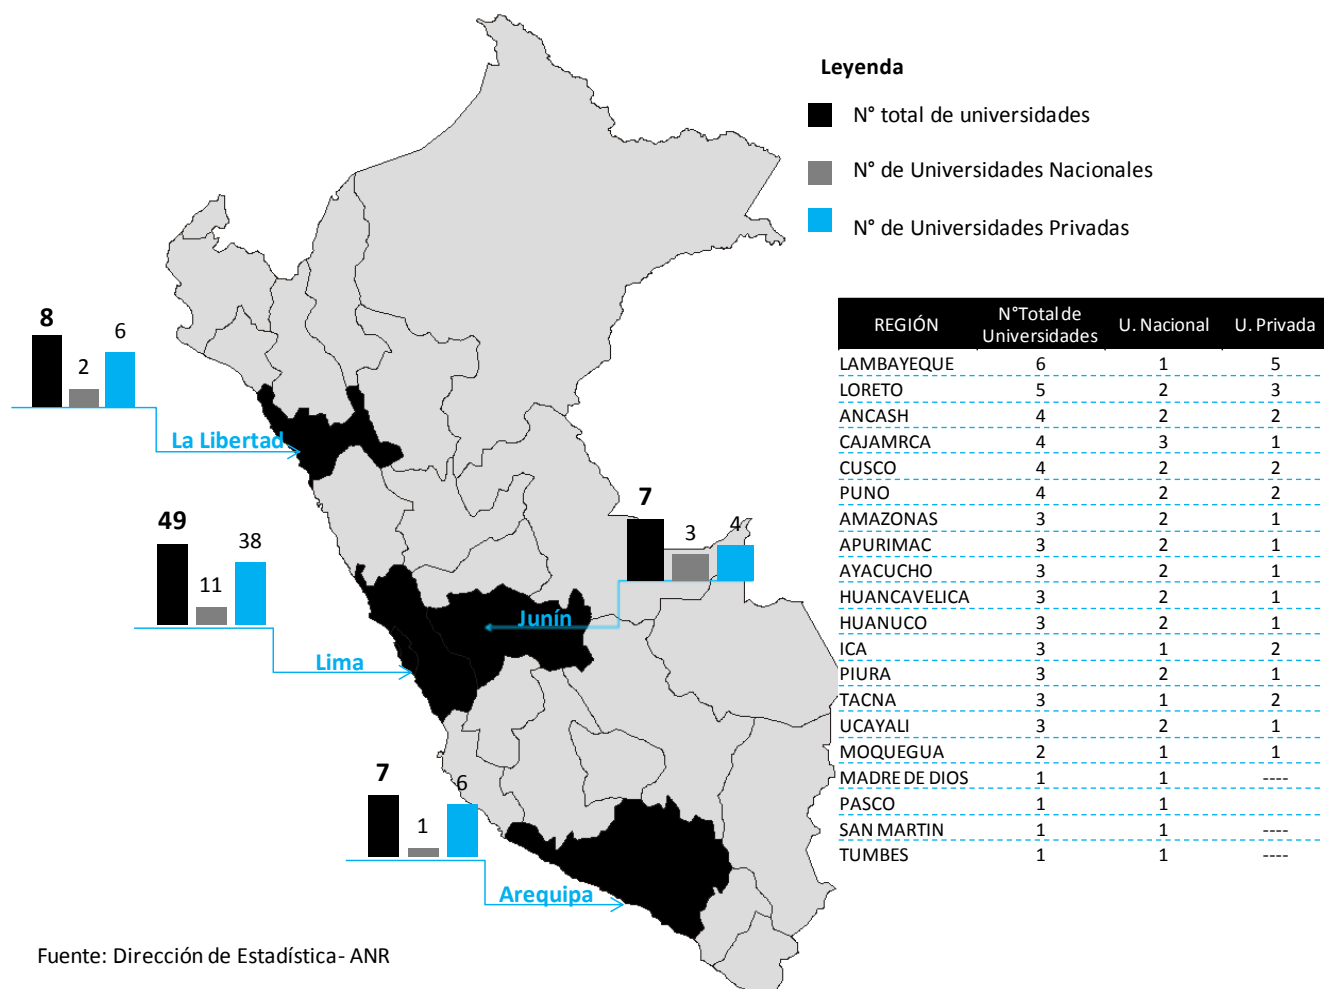 Leyenda
N° total de universidades
N° de Universidades Nacionales
N° de Universidades Privadas
8
2
6
La Libertad
49
11
38
Lima
7
3
4
Junín
7
1
6
Arequipa
REGIÓN N°Total de Universidades U. Nacional U. Privada
LAMBAYEQUE 6 1 5
LORETO 5 2 3
ANCASH 4 2 2
CAJAMRCA 4 3 1
CUSCO 4 2 2
PUNO 4 2 2
AMAZONAS 3 2 1
APURIMAC 3 2 1
AYACUCHO 3 2 1
HUANCAVELICA 3 2 1
HUANUCO 3 2 1
ICA 3 1 2
PIURA 3 2 1
TACNA 3 1 2
UCAYALI 3 2 1
MOQUEGUA 2 1 1
MADRE DE DIOS 1 1 ----
PASCO 1 1
SAN MARTIN 1 1 ----
TUMBES 1 1 ----
Fuente: Dirección de Estadística- ANR